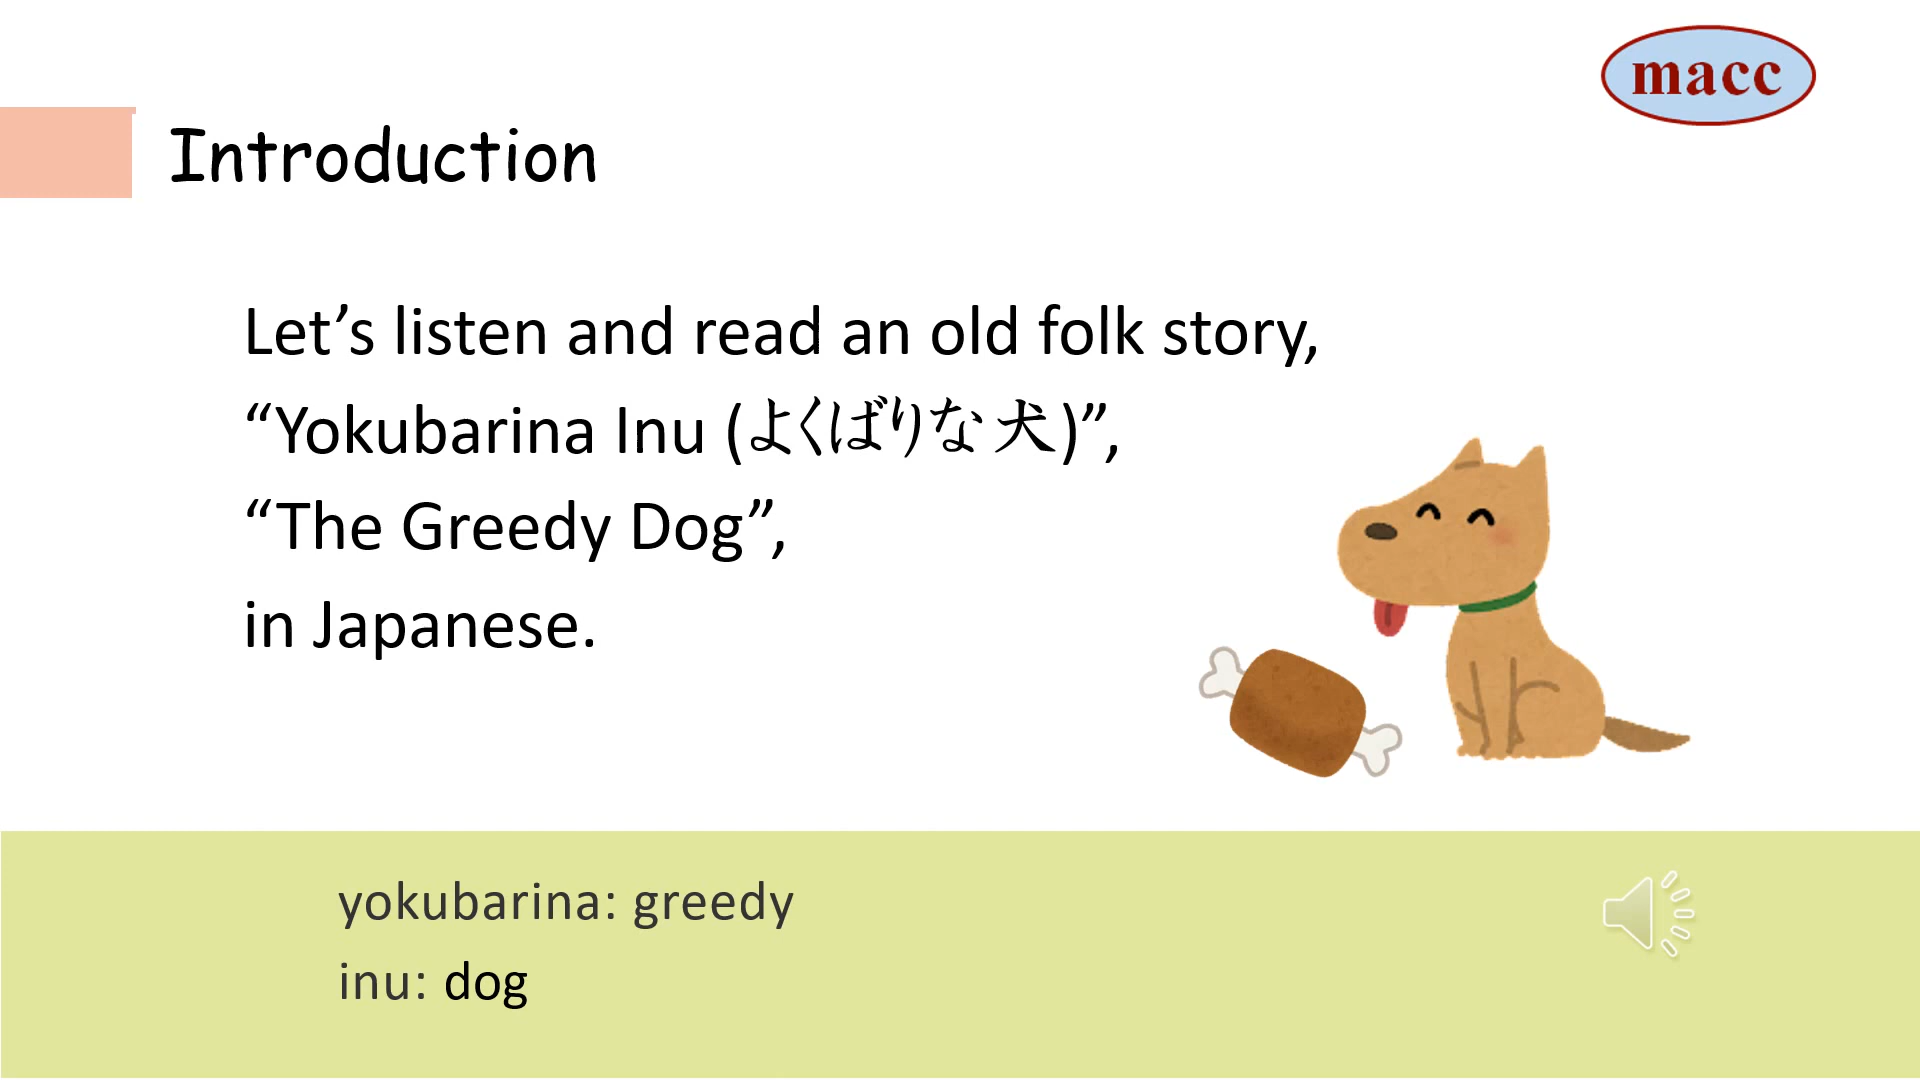 macc
Introduction
Let’s listen and read an old folk story,
“Yokubarina Inu (よくばりな犬)”,
“The Greedy Dog”,
in Japanese.
yokubarina: greedy
inu: dog